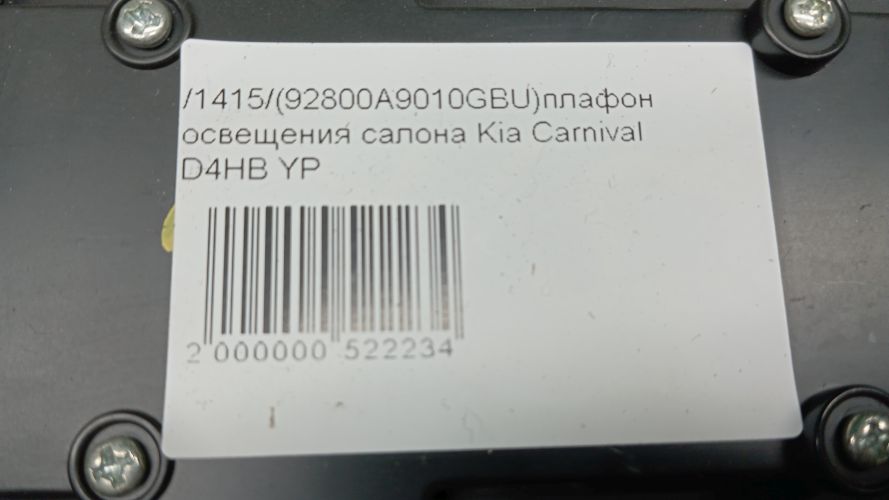 /1415/(92800A9010GBU)плафон
освещения салона Kia Carnival
D4HB YP
2 000000 522234